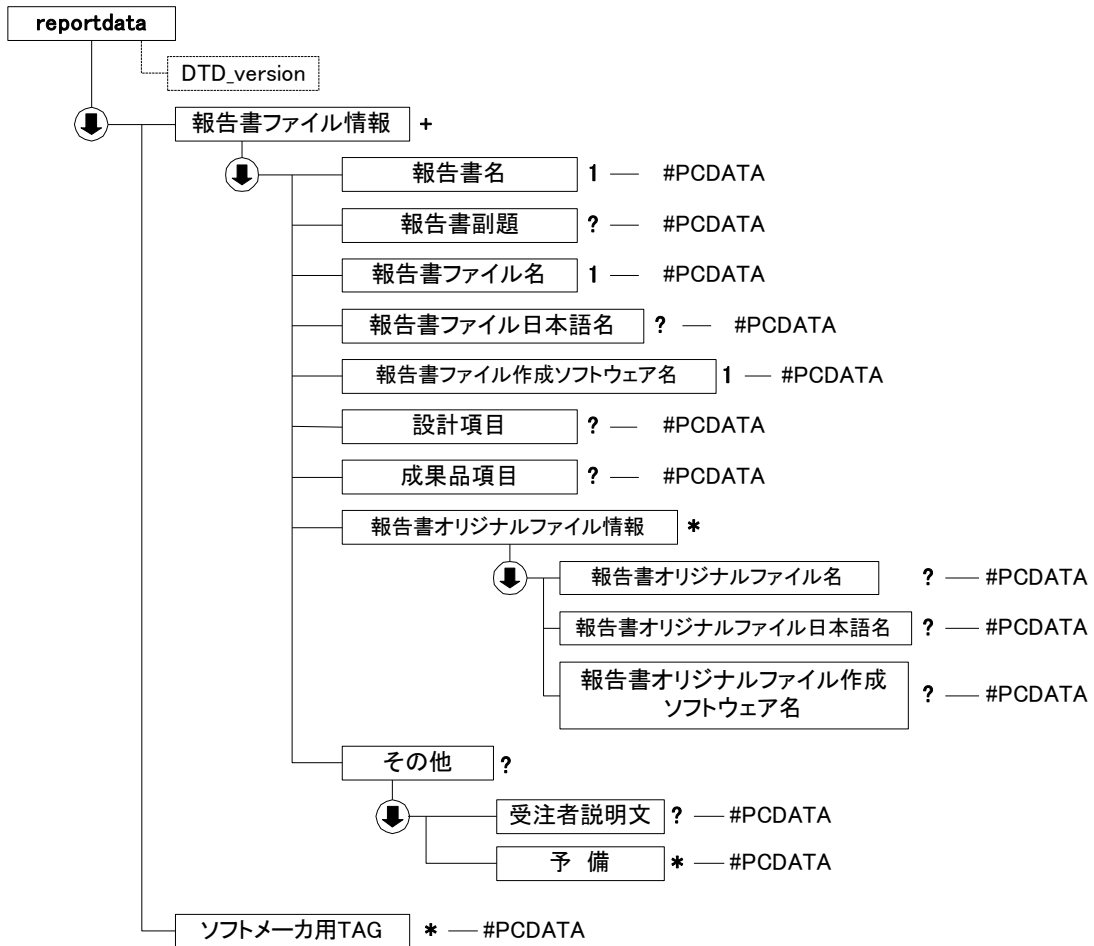 reportdata
DTD_version
報告書ファイル情報 +
報告書名 1 — #PCDATA
報告書副題 ? — #PCDATA
報告書ファイル名 1 — #PCDATA
報告書ファイル日本語名 ? — #PCDATA
報告書ファイル作成ソフトウェア名 1 — #PCDATA
設計項目 ? — #PCDATA
成果品項目 ? — #PCDATA
報告書オリジナルファイル情報 *
報告書オリジナルファイル名 ? — #PCDATA
報告書オリジナルファイル日本語名 ? — #PCDATA
報告書オリジナルファイル作成
ソフトウェア名 ? — #PCDATA
その他 ?
受注者説明文 ? — #PCDATA
予 備 * — #PCDATA
ソフトメーカ用TAG * — #PCDATA